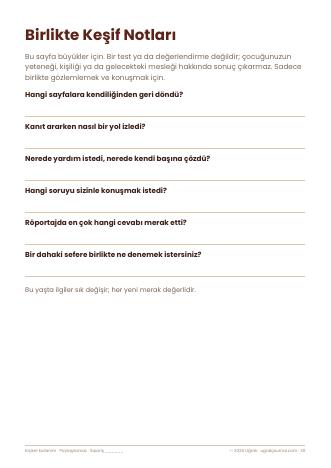 Birlikte Keşif Notları
Bu sayfa büyükler için. Bir test ya da değerlendirme değildir; çocuğunuzun
yeteneği, kişiliği ya da gelecekteki mesleği hakkında sonuç çıkarmaz. Sadece
birlikte gözlemlemek ve konuşmak için.
Hangi sayfalara kendiliğinden geri döndü?
Kanıt ararken nasıl bir yol izledi?
Nerede yardım istedi, nerede kendi başına çözdü?
Hangi soruyu sizinle konuşmak istedi?
Röportajda en çok hangi cevabı merak etti?
Bir dahaki sefere birlikte ne denemek istersiniz?
Bu yaşta ilgiler sık değişir; her yeni merak değerlidir.